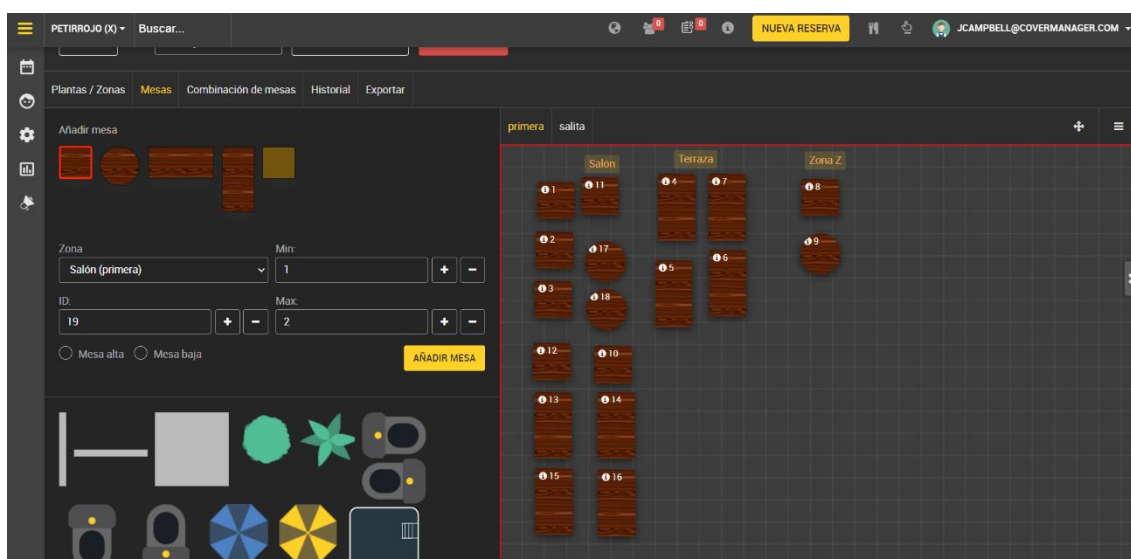 PETIRROJO (X) Buscar... 0 0 NUEVA RESERVA JCAMPBELL@COVERMANAGER.COM
Plantas / Zonas Mesas Combinación de mesas Historial Exportar
Añadir mesa
Zona Min:
Salón (primera) 1 + -
ID: Max:
19 + - 2 + -
Mesa alta Mesa baja AÑADIR MESA
primera salita
Salón Terraza Zona Z
1 11 4 7 8
2 17 9
5 6
3 18
12 10
13 14
15 16